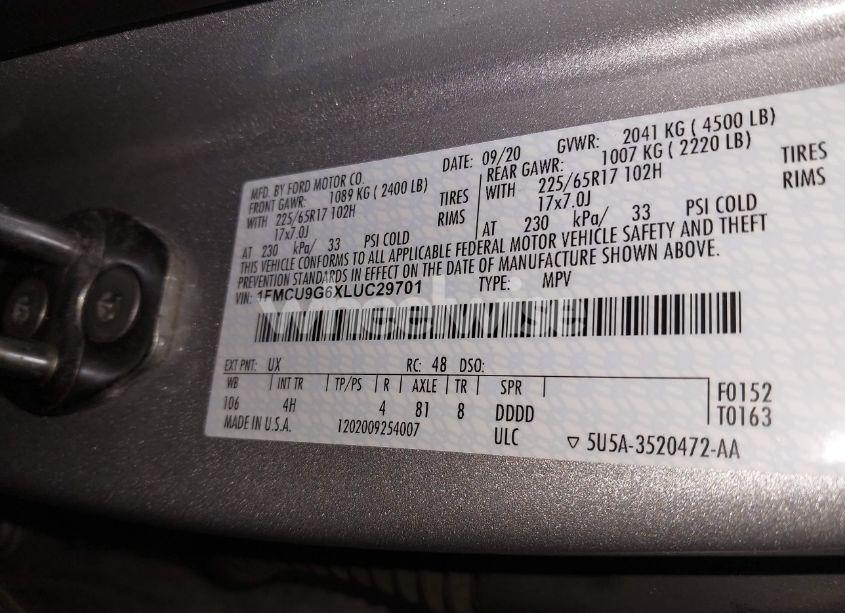 MFD. BY FORD MOTOR CO.
DATE: 09/20
GVWR: 2041 KG ( 4500 LB)
FRONT GAWR: 1089 KG ( 2400 LB)
REAR GAWR: 1007 KG ( 2220 LB)
WITH 225/65R17 102H TIRES
WITH 225/65R17 102H TIRES
17x7.0J RIMS
17x7.0J RIMS
AT 230 kPa/ 33 PSI COLD
AT 230 kPa/ 33 PSI COLD
THIS VEHICLE CONFORMS TO ALL APPLICABLE FEDERAL MOTOR VEHICLE SAFETY AND THEFT
PREVENTION STANDARDS IN EFFECT ON THE DATE OF MANUFACTURE SHOWN ABOVE.
VIN: 1FMCU9G6XLUC29701 TYPE: MPV
wheelwise
EXT PNT: UX RC: 48 DSO:
WB INT TR TP/PS R AXLE TR SPR
106 4H 4 81 8 DDDD
F0152
T0163
MADE IN U.S.A. 1202009254007 ULC 5U5A-3520472-AA